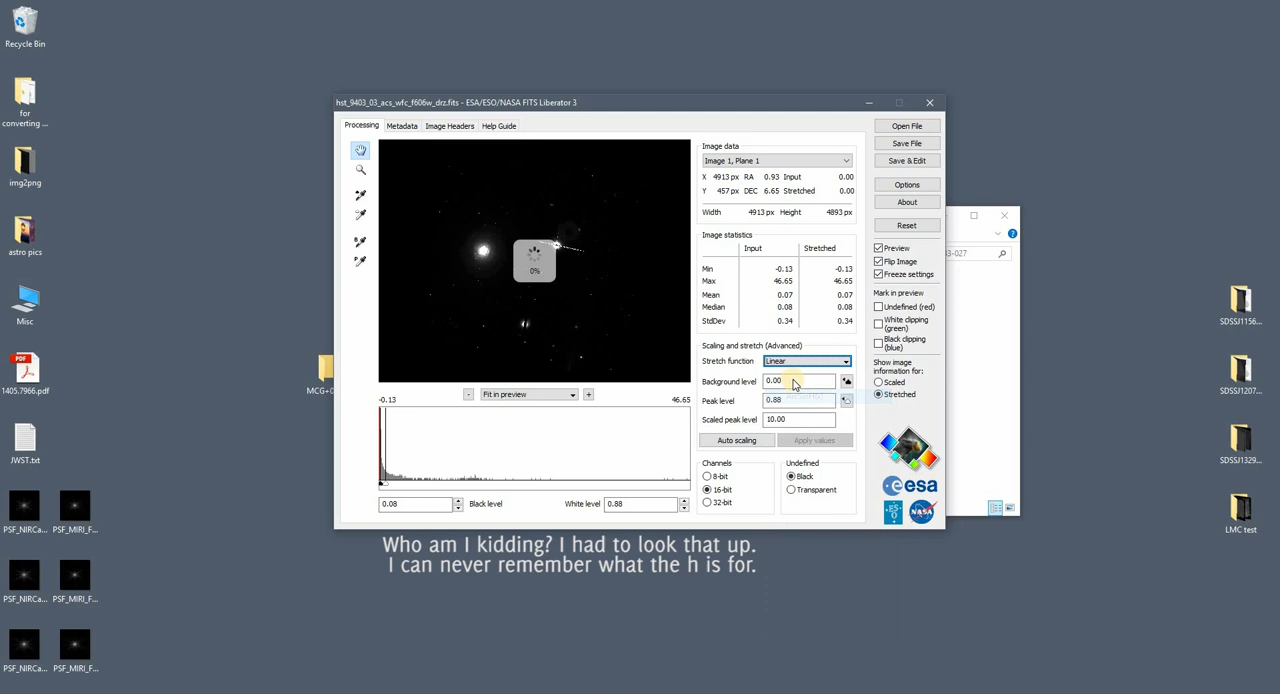 Recycle Bin
for
converting ...
img2png
astro pics
Misc
1405.7966.pdf
JWST.txt
PSF_NIRCa...
PSF_MIRI_F...
PSF_NIRCa...
PSF_MIRI_F...
PSF_NIRCa...
PSF_MIRI_F...
hst_9403_03_acs_wfc_f606w_drz.fits - ESA/ESO/NASA FITS Liberator 3
Processing
Metadata
Image Headers
Help Guide
0%
-
Fit in preview
+
-0.13
46.65
0.08
Black level
White level
0.88
Image data
Image 1, Plane 1
X 4913 px RA 0.93 Input 0.00
Y 457 px DEC 6.65 Stretched 0.00
Width 4913 px Height 4893 px
Image statistics
Input Stretched
Min -0.13 -0.13
Max 46.65 46.65
Mean 0.07 0.07
Median 0.08 0.08
StdDev 0.34 0.34
Scaling and stretch (Advanced)
Stretch function Linear
Background level 0.00
Peak level 0.88
Scaled peak level 10.00
Auto scaling
Apply values
Channels
8-bit
16-bit
32-bit
Undefined
Black
Transparent
Open File
Save File
Save & Edit
Options
About
Reset
Preview
Flip Image
Freeze settings
Mark in preview
Undefined (red)
White clipping
(green)
Black clipping
(blue)
Show image
information for:
Scaled
Stretched
esa
ES
O
NASA
Who am I kidding? I had to look that up.
I can never remember what the h is for.
SDSSJ1156...
SDSSJ1207...
SDSSJ1329...
LMC test